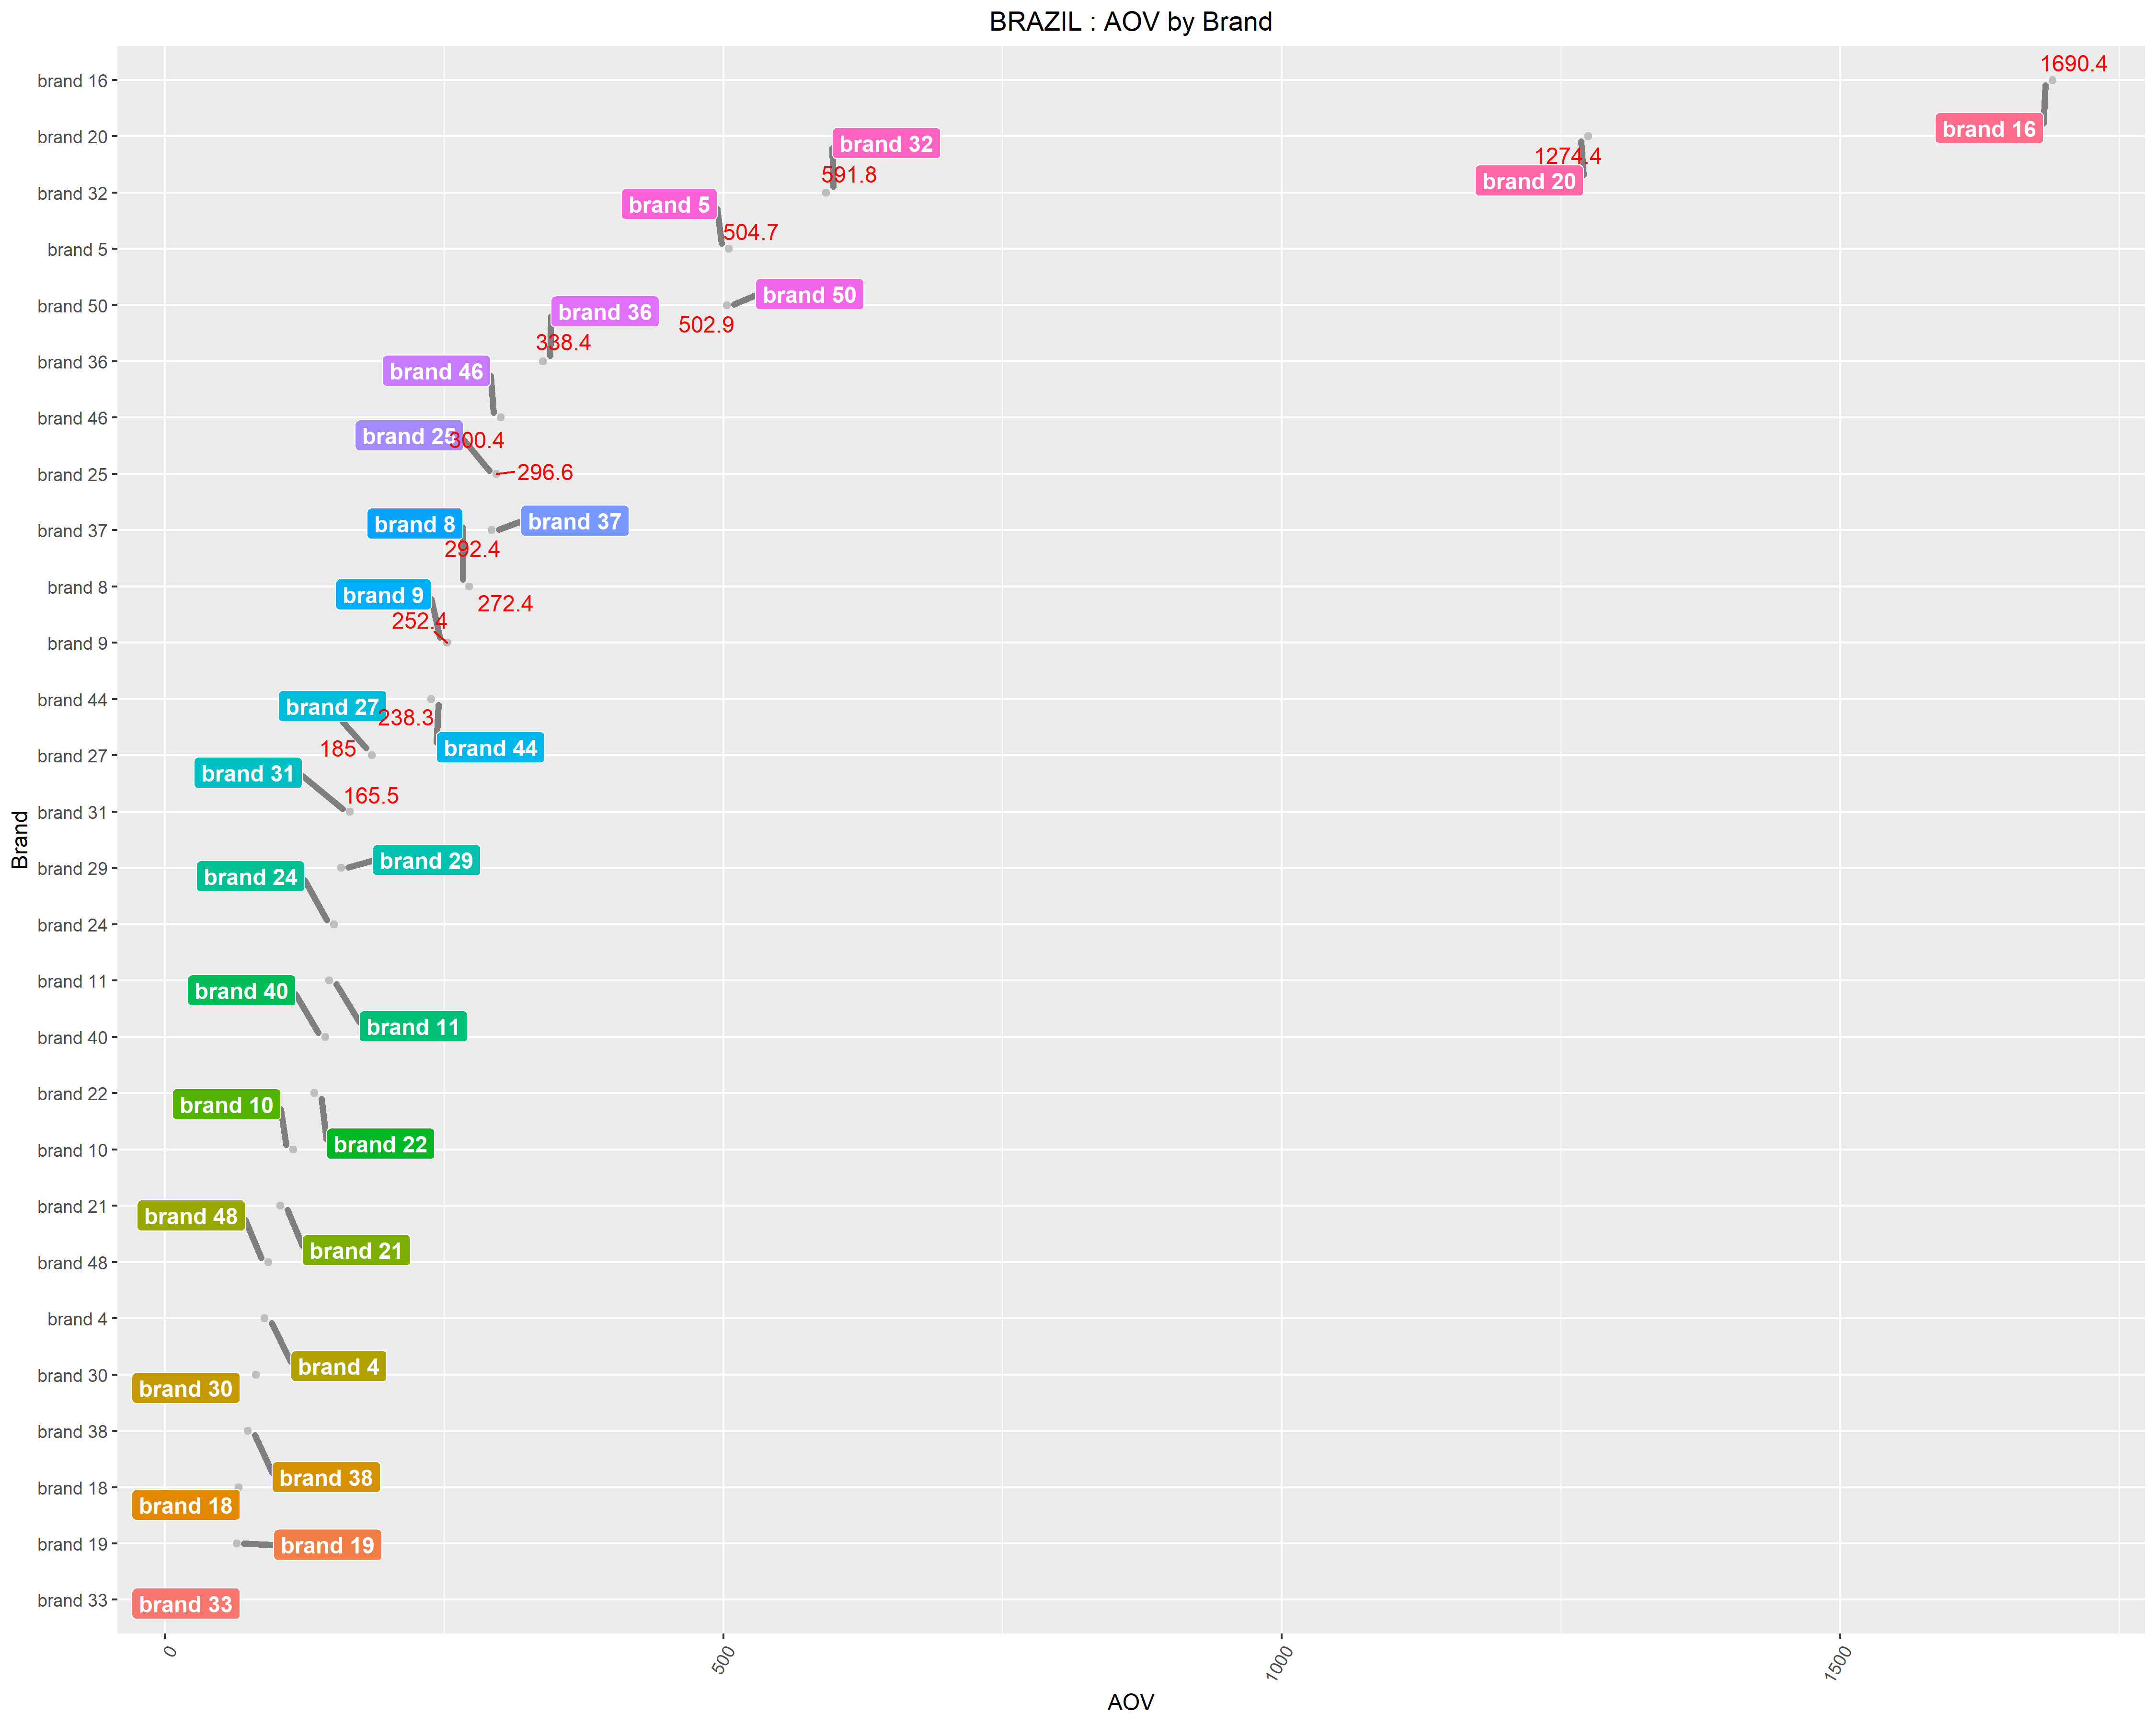 BRAZIL : AOV by Brand
brand 16
1690.4
brand 16
brand 20
1274.4
brand 20
brand 32
591.8
brand 32
brand 5
504.7
brand 5
brand 50
502.9
brand 50
brand 36
338.4
brand 36
brand 46
300.4
brand 46
brand 25
296.6
brand 25
brand 37
292.4
brand 37
brand 8
272.4
brand 8
brand 9
252.4
brand 9
brand 44
238.3
brand 44
brand 27
185
brand 27
brand 31
165.5
brand 31
brand 29
brand 29
brand 24
brand 24
brand 11
brand 11
brand 40
brand 40
brand 22
brand 22
brand 10
brand 10
brand 21
brand 21
brand 48
brand 48
brand 4
brand 4
brand 30
brand 30
brand 38
brand 38
brand 18
brand 18
brand 19
brand 19
brand 33
brand 33
Brand
0
500
1000
1500
AOV